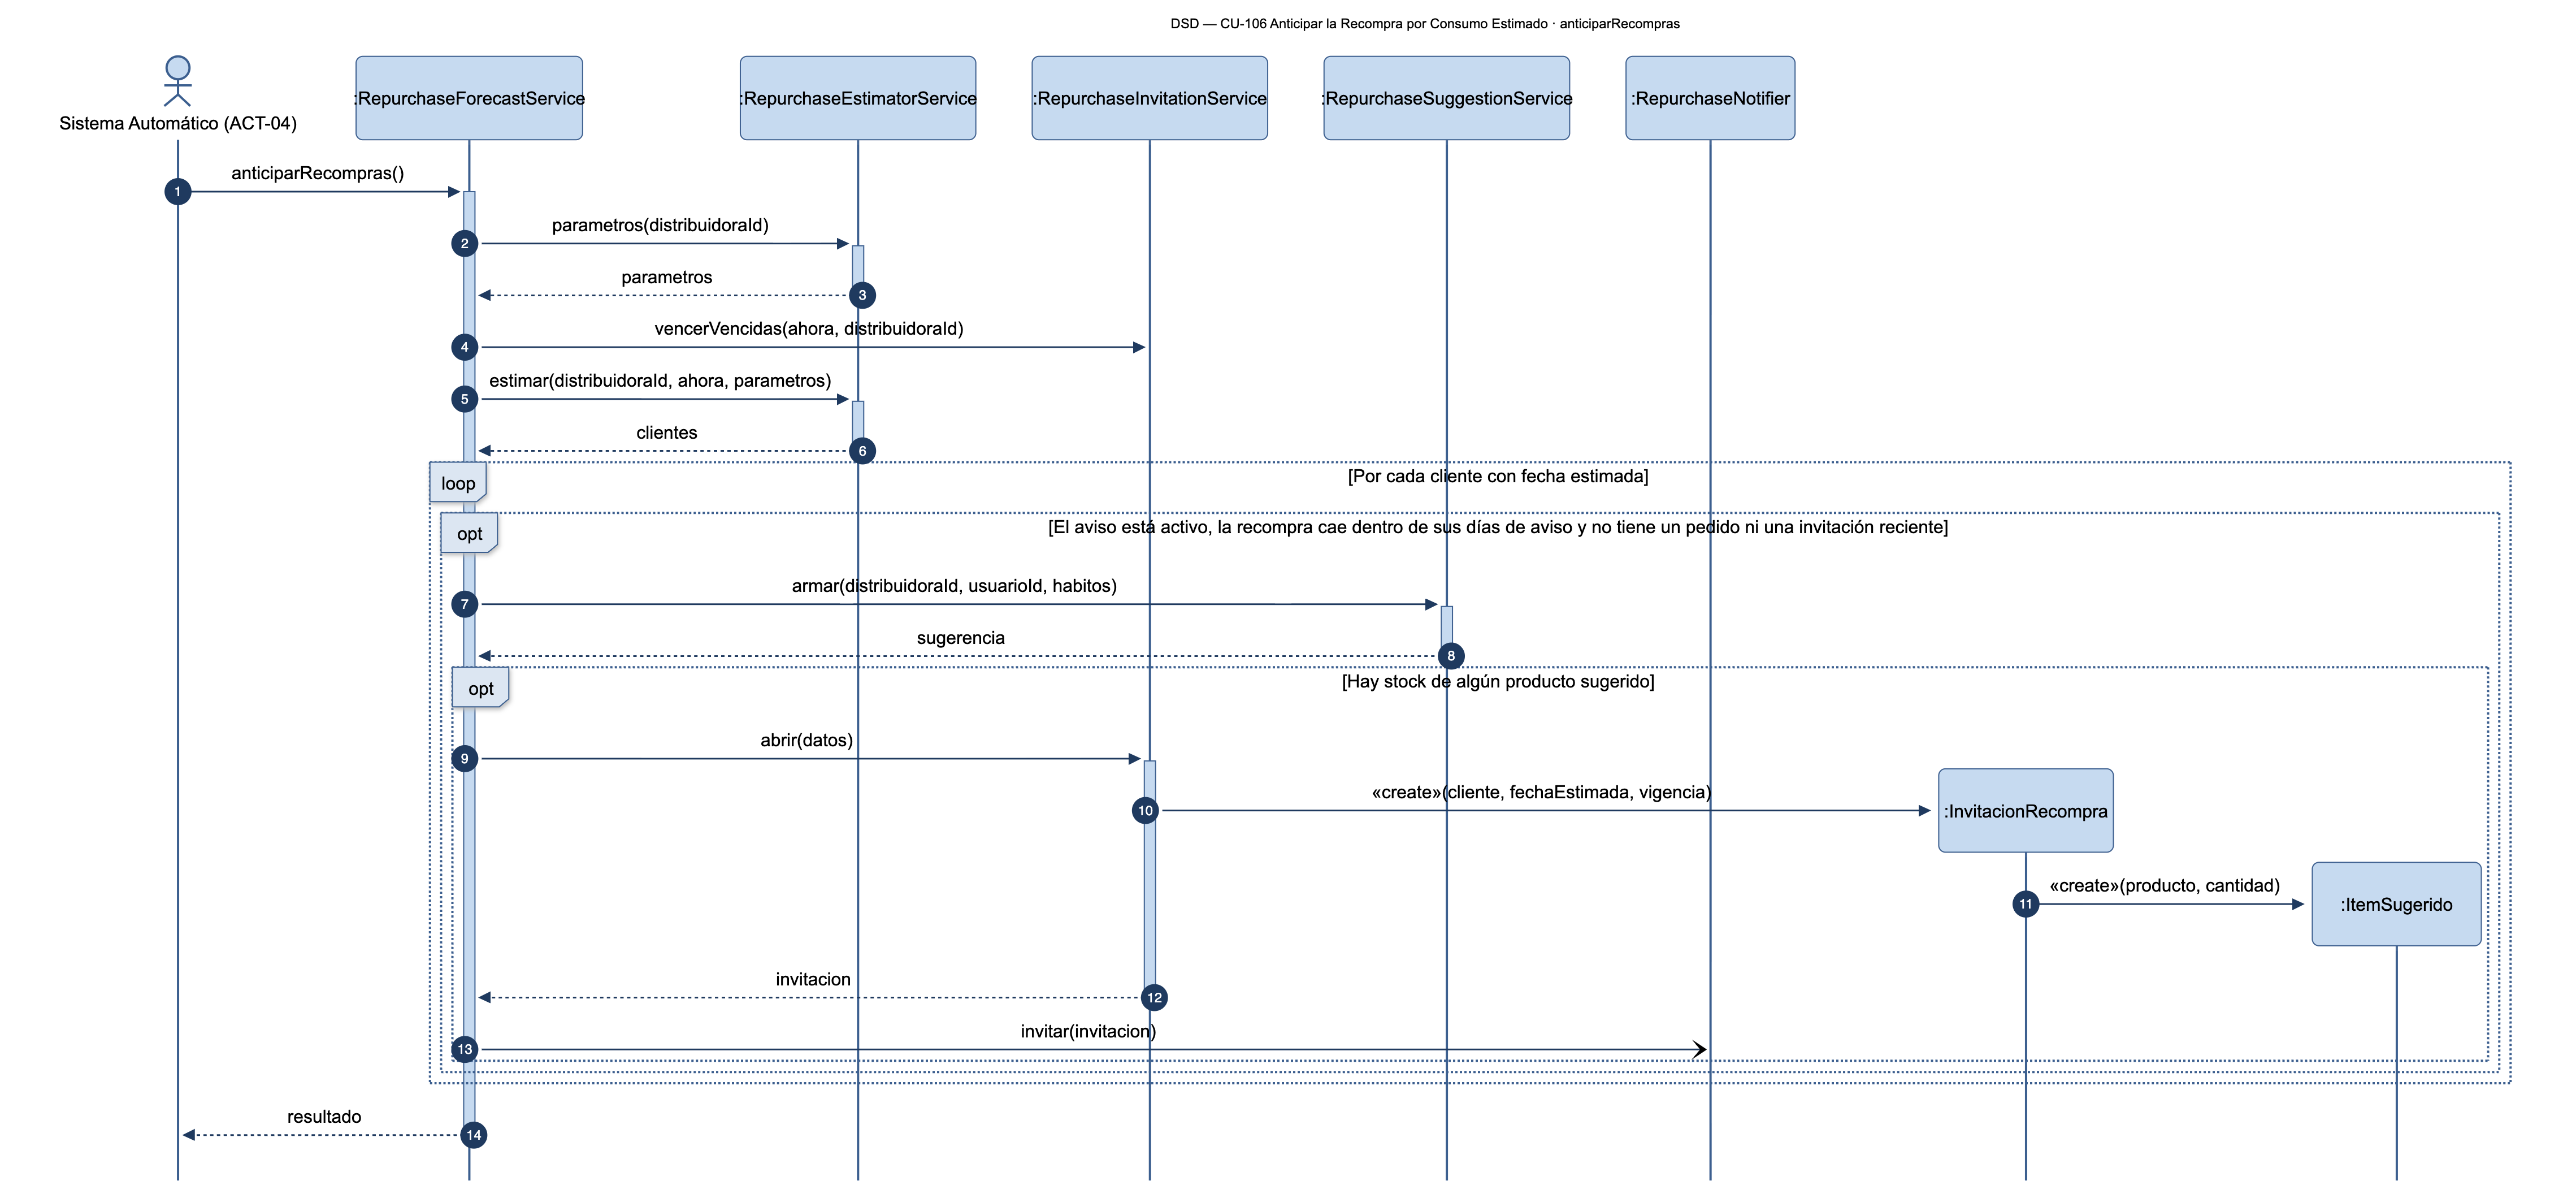 DSD — CU-106 Anticipar la Recompra por Consumo Estimado · anticiparRecompras
Sistema Automático (ACT-04)
:RepurchaseForecastService
:RepurchaseEstimatorService
:RepurchaseInvitationService
:RepurchaseSuggestionService
:RepurchaseNotifier
anticiparRecompras()
1
parametros(distribuidoraId)
2
parametros
3
vencerVencidas(ahora, distribuidoraId)
4
estimar(distribuidoraId, ahora, parametros)
5
clientes
6
loop
[Por cada cliente con fecha estimada]
opt
[El aviso está activo, la recompra cae dentro de sus días de aviso y no tiene un pedido ni una invitación reciente]
armar(distribuidoraId, usuarioId, habitos)
7
sugerencia
8
opt
[Hay stock de algún producto sugerido]
abrir(datos)
9
«create»(cliente, fechaEstimada, vigencia)
10
:InvitacionRecompra
«create»(producto, cantidad)
11
:ItemSugerido
invitacion
12
invitar(invitacion)
13
resultado
14